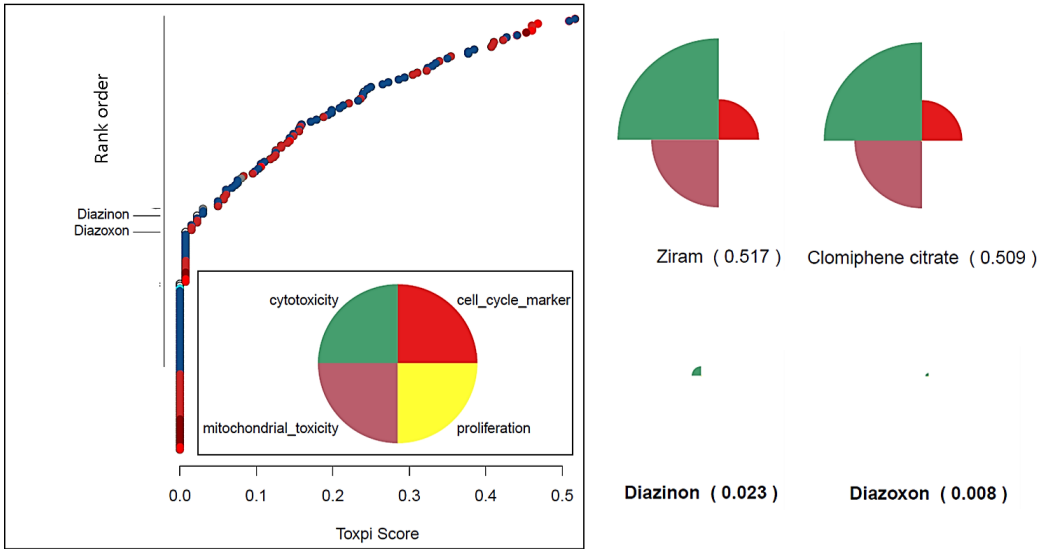 Rank order
Diazinon
Diazoxon
cytotoxicity
cell_cycle_marker
mitochondrial_toxicity
proliferation
0.0 0.1 0.2 0.3 0.4 0.5
Toxpi Score
Ziram ( 0.517 )
Clomiphene citrate ( 0.509 )
Diazinon ( 0.023 )
Diazoxon ( 0.008 )